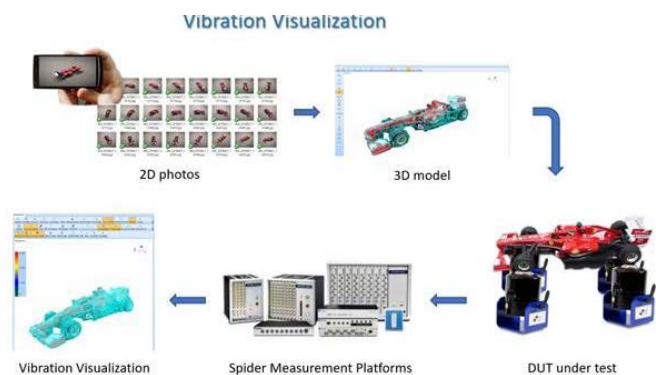 Vibration Visualization
2D photos
3D model
Vibration Visualization
Spider Measurement Platforms
DUT under test